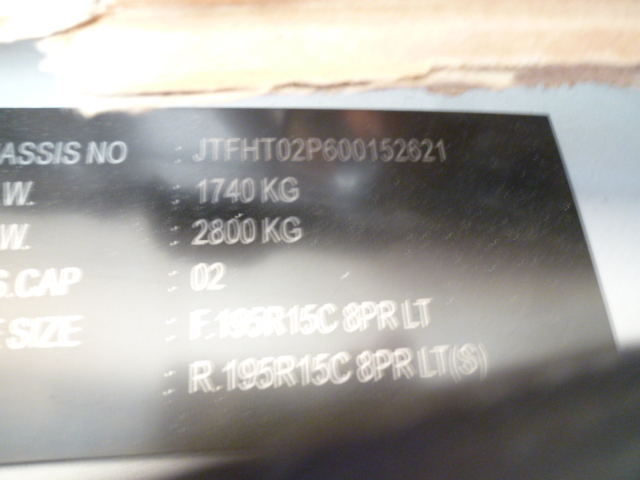 ASSIS NO : JTFHT02P600152621
.W. : 1740 KG
.W. : 2800 KG
S.CAP : 02
E SIZE : F.195R15C 8PR LT
: R.195R15C 8PR LT(S)